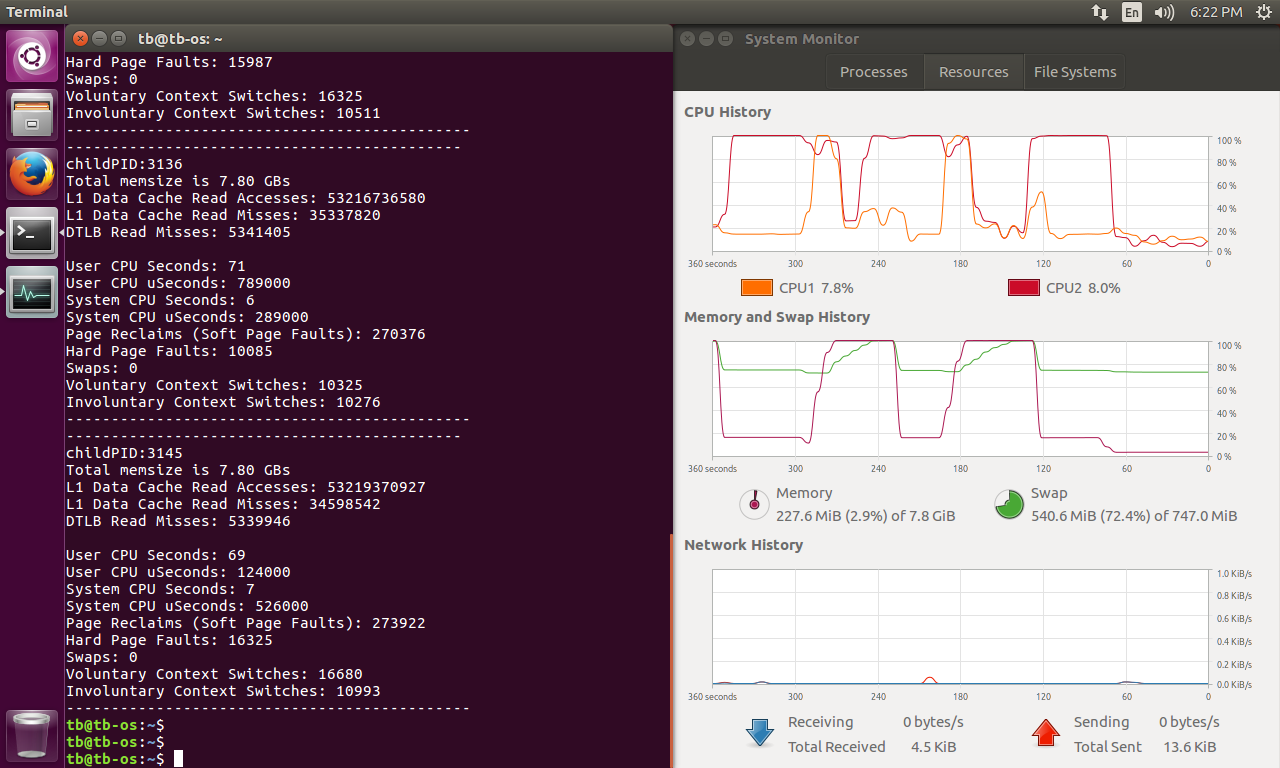 Terminal
En
6:22 PM
tb@tb-os: ~
Hard Page Faults: 15987
Swaps: 0
Voluntary Context Switches: 16325
Involuntary Context Switches: 10511
---------------------------------------------
--------------------------------------------
childPID:3136
Total memsize is 7.80 GBs
L1 Data Cache Read Accesses: 53216736580
L1 Data Cache Read Misses: 35337820
DTLB Read Misses: 5341405
User CPU Seconds: 71
User CPU uSeconds: 789000
System CPU Seconds: 6
System CPU uSeconds: 289000
Page Reclaims (Soft Page Faults): 270376
Hard Page Faults: 10085
Swaps: 0
Voluntary Context Switches: 10325
Involuntary Context Switches: 10276
---------------------------------------------
--------------------------------------------
childPID:3145
Total memsize is 7.80 GBs
L1 Data Cache Read Accesses: 53219370927
L1 Data Cache Read Misses: 34598542
DTLB Read Misses: 5339946
User CPU Seconds: 69
User CPU uSeconds: 124000
System CPU Seconds: 7
System CPU uSeconds: 526000
Page Reclaims (Soft Page Faults): 273922
Hard Page Faults: 16325
Swaps: 0
Voluntary Context Switches: 16680
Involuntary Context Switches: 10993
---------------------------------------------
tb@tb-os:~$
tb@tb-os:~$
tb@tb-os:~$
System Monitor
Processes
Resources
File Systems
CPU History
100 %
80 %
60 %
40 %
20 %
0 %
360 seconds 300 240 180 120 60 0
CPU1 7.8%
CPU2 8.0%
Memory and Swap History
100 %
80 %
60 %
40 %
20 %
0 %
360 seconds 300 240 180 120 60 0
Memory
227.6 MiB (2.9%) of 7.8 GiB
Swap
540.6 MiB (72.4%) of 747.0 MiB
Network History
1.0 KiB/s
0.8 KiB/s
0.6 KiB/s
0.4 KiB/s
0.2 KiB/s
0.0 KiB/s
360 seconds 300 240 180 120 60 0
Receiving 0 bytes/s
Total Received 4.5 KiB
Sending 0 bytes/s
Total Sent 13.6 KiB